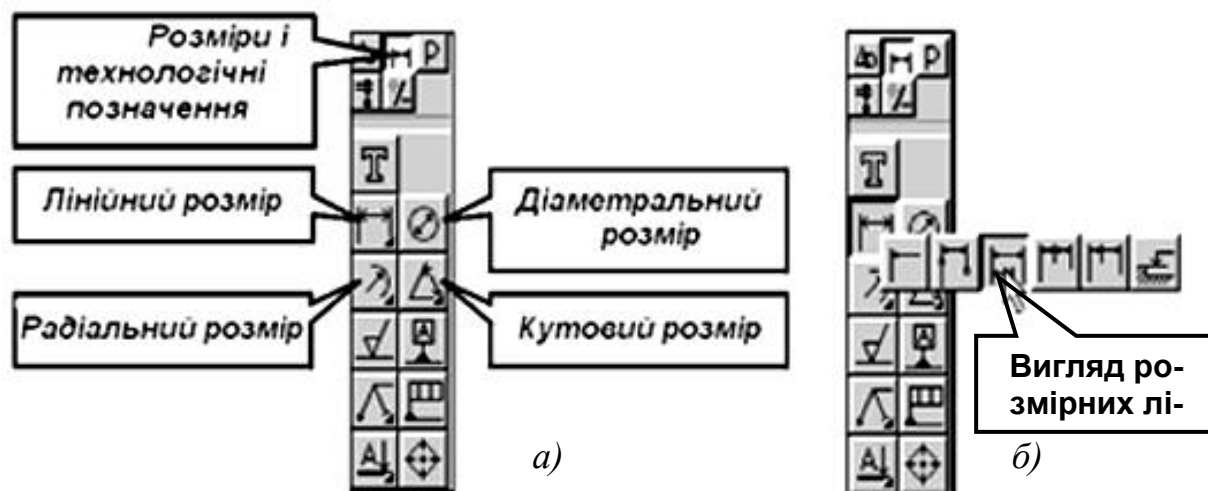 Розміри і
технологічні
позначення
P
T
Лінійний розмір
Діаметральний
розмір
Радіальний розмір
Кутовий розмір
A
A
а)
P
T
A
A
Вигляд ро-
змірних лі-
б)